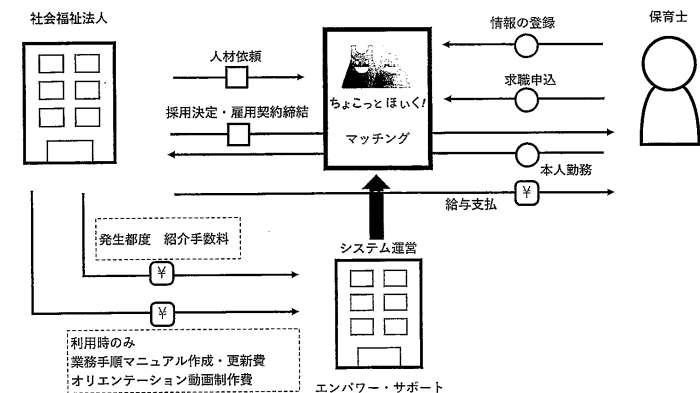 社会福祉法人
情報の登録
保育士
人材依頼
求職申込
ちょこっとほいく!
採用決定・雇用契約締結
マッチング
本人勤務
¥
給与支払
発生都度 紹介手数料
システム運営
¥
¥
利用時のみ
業務手順マニュアル作成・更新費
オリエンテーション動画制作費
エンパワー・サポート